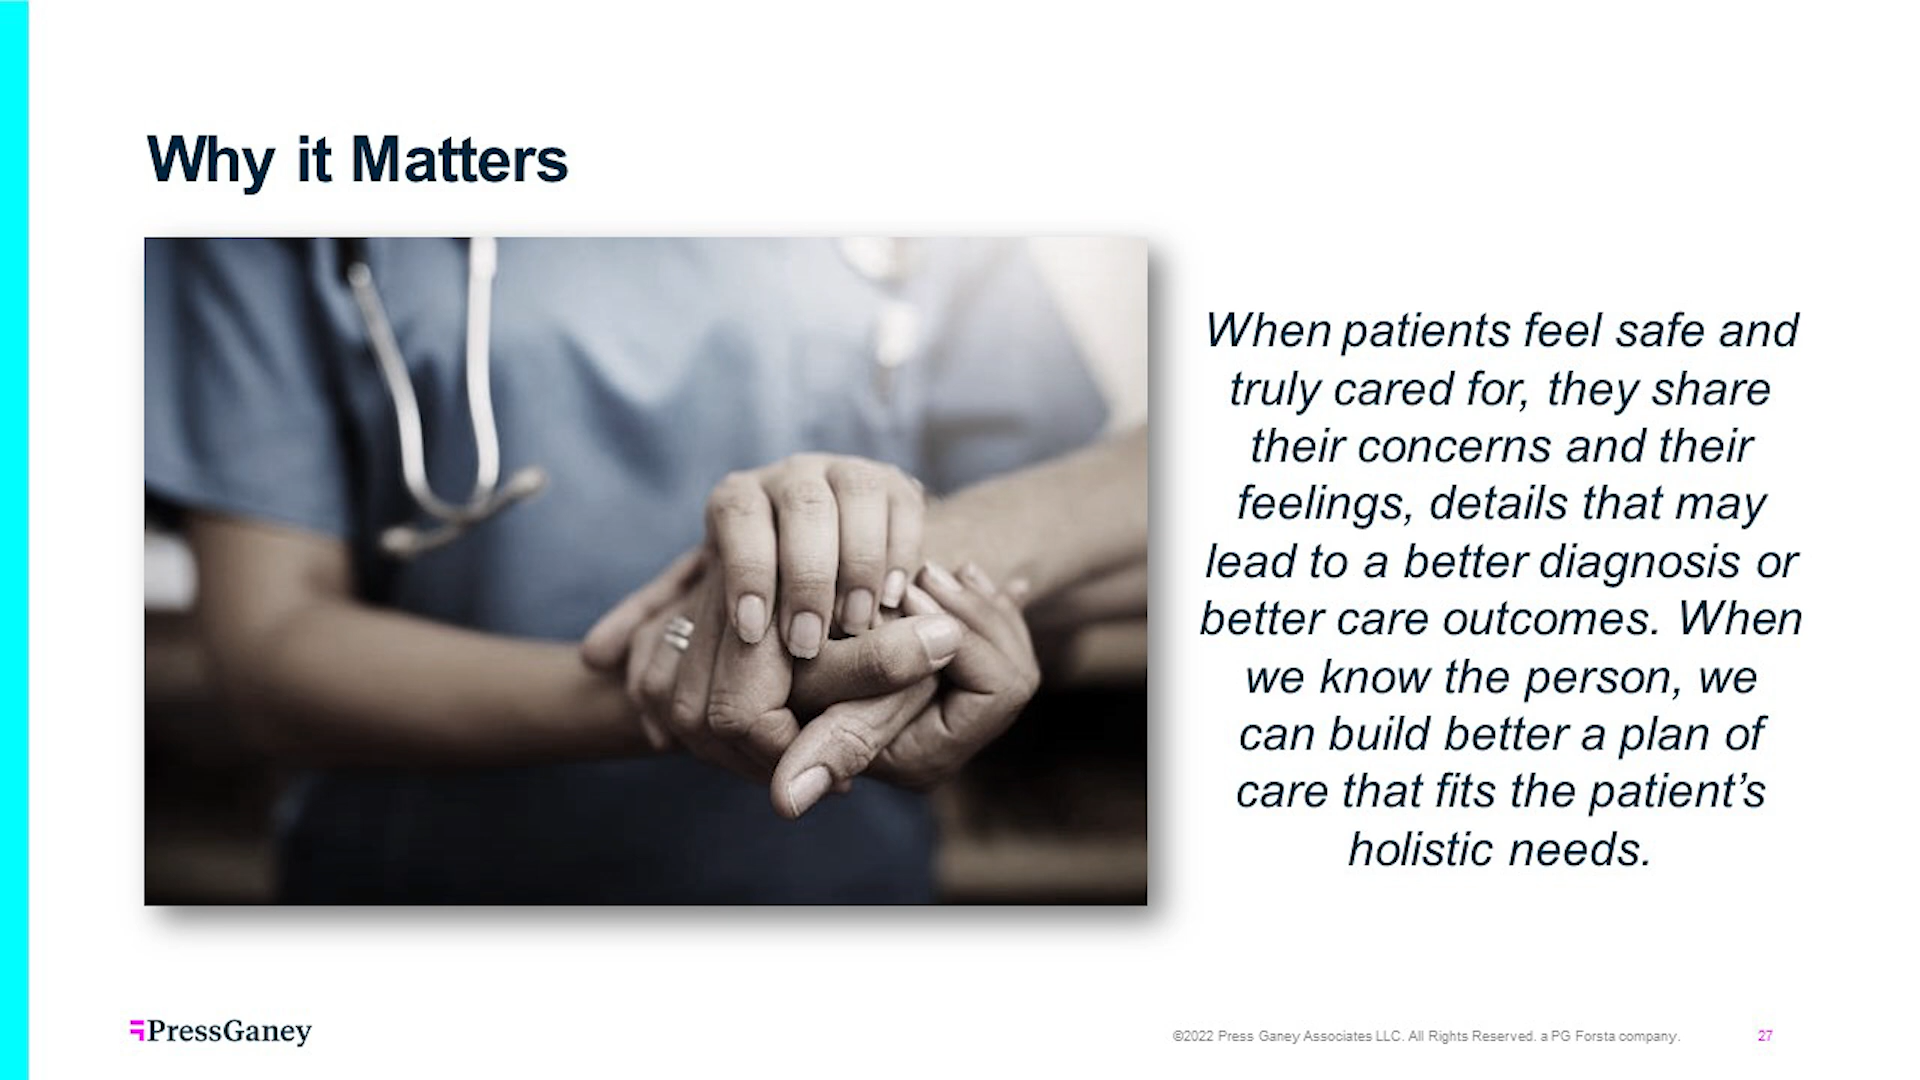 Why it Matters
When patients feel safe and
truly cared for, they share
their concerns and their
feelings, details that may
lead to a better diagnosis or
better care outcomes. When
we know the person, we
can build better a plan of
care that fits the patient’s
holistic needs.
PressGaney
©2022 Press Ganey Associates LLC. All Rights Reserved. a PG Forsta company.
27